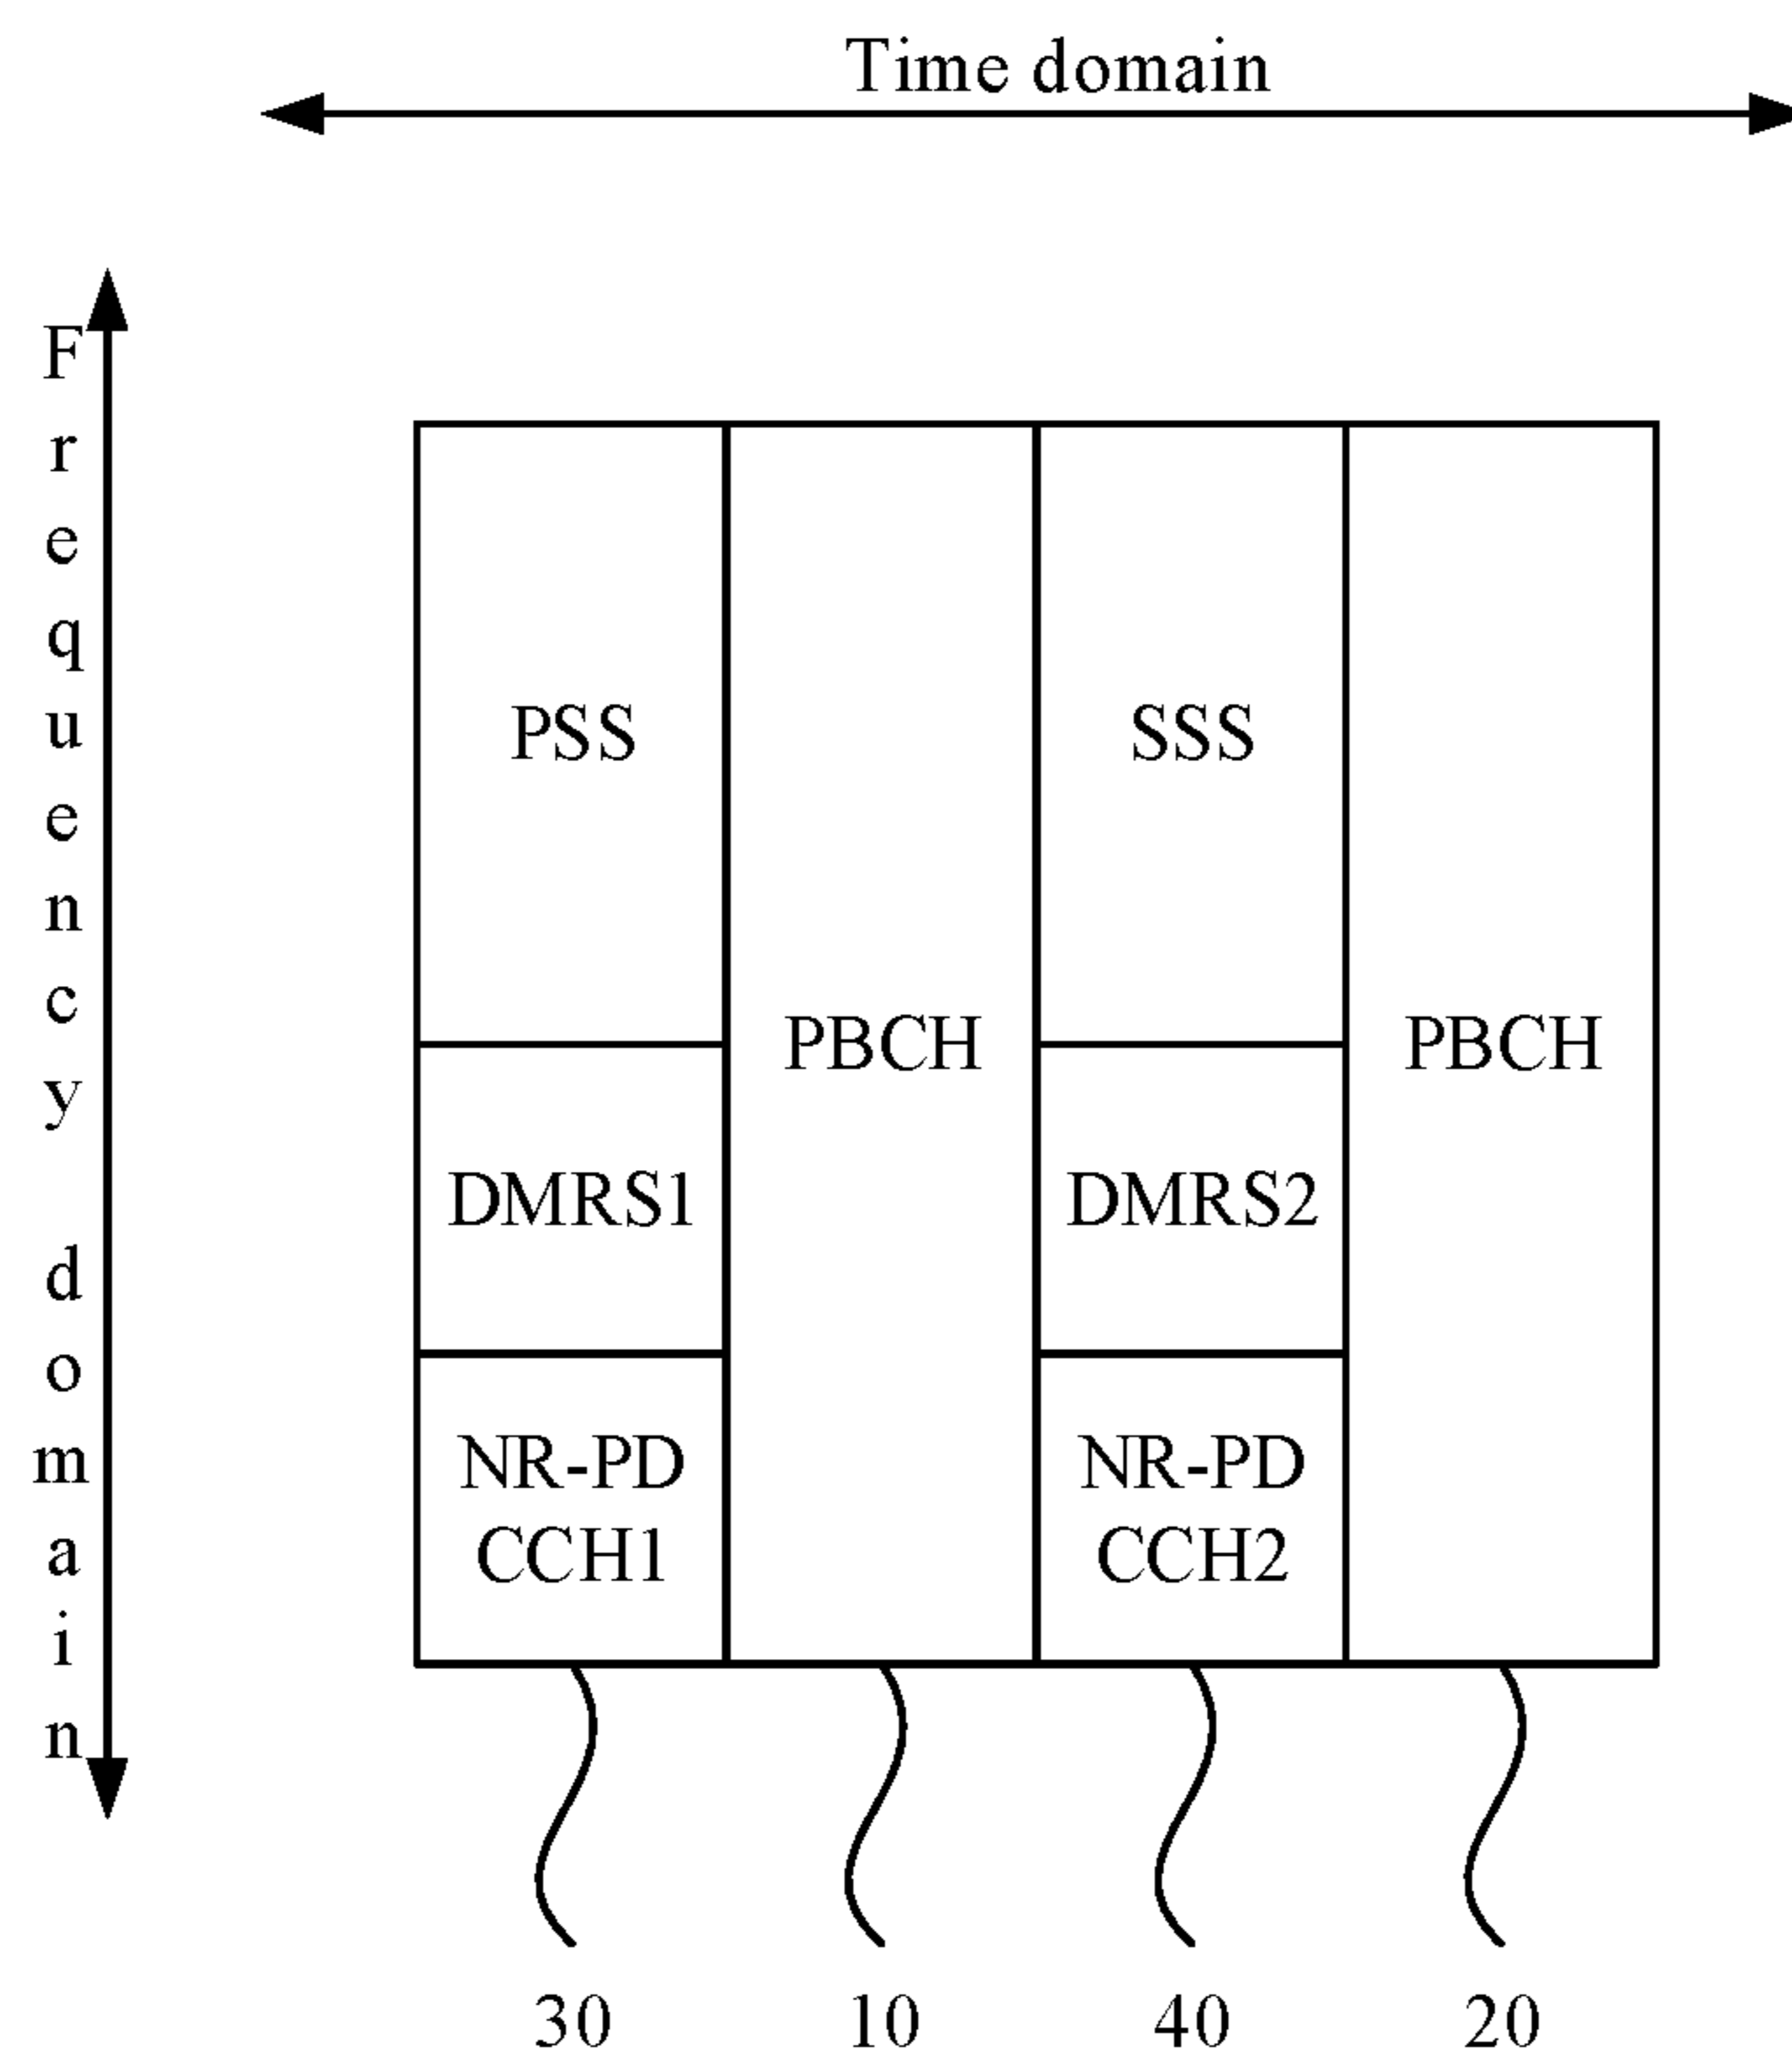 Time domain
Frequency domain
PSS
SSS
PBCH
PBCH
DMRS1
DMRS2
NR-PD
CCH1
NR-PD
CCH2
30
10
40
20